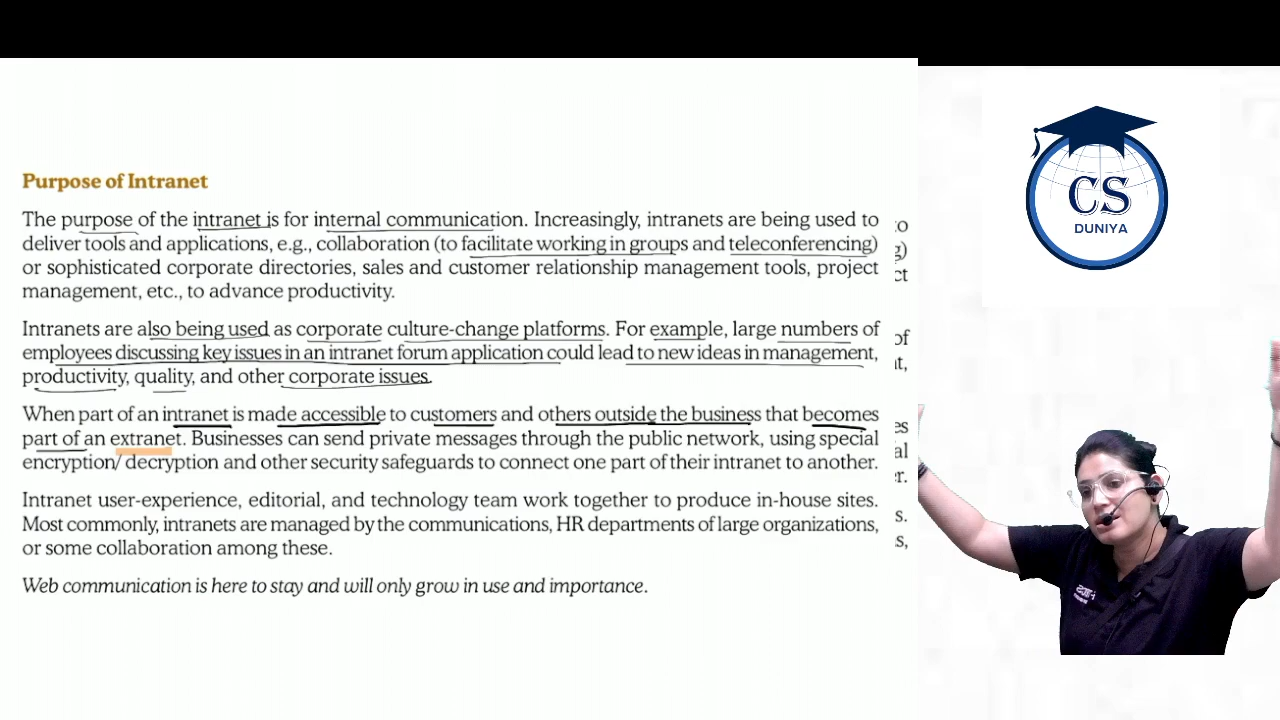 Purpose of Intranet
The purpose of the intranet is for internal communication. Increasingly, intranets are being used to
deliver tools and applications, e.g., collaboration (to facilitate working in groups and teleconferencing)
or sophisticated corporate directories, sales and customer relationship management tools, project
management, etc., to advance productivity.
Intranets are also being used as corporate culture-change platforms. For example, large numbers of
employees discussing key issues in an intranet forum application could lead to new ideas in management,
productivity, quality, and other corporate issues.
When part of an intranet is made accessible to customers and others outside the business that becomes
part of an extranet. Businesses can send private messages through the public network, using special
encryption/ decryption and other security safeguards to connect one part of their intranet to another.
Intranet user-experience, editorial, and technology team work together to produce in-house sites.
Most commonly, intranets are managed by the communications, HR departments of large organizations,
or some collaboration among these.
Web communication is here to stay and will only grow in use and importance.
CS
DUNIYA